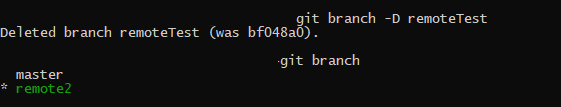 git branch -D remoteTest
Deleted branch remoteTest (was bf048a0).
git branch
master
* remote2